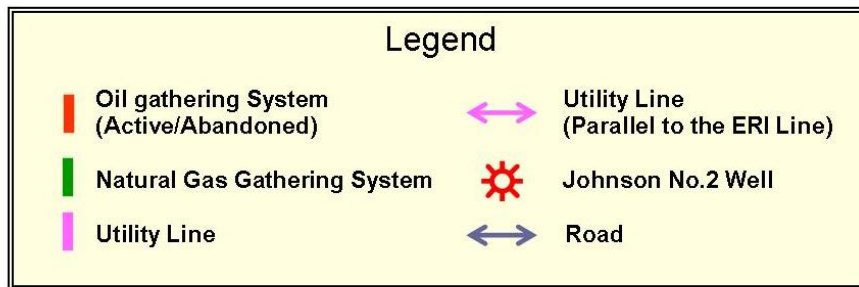 Legend
Oil gathering System
(Active/Abandoned)
Natural Gas Gathering System
Utility Line
Utility Line
(Parallel to the ERI Line)
Johnson No.2 Well
Road